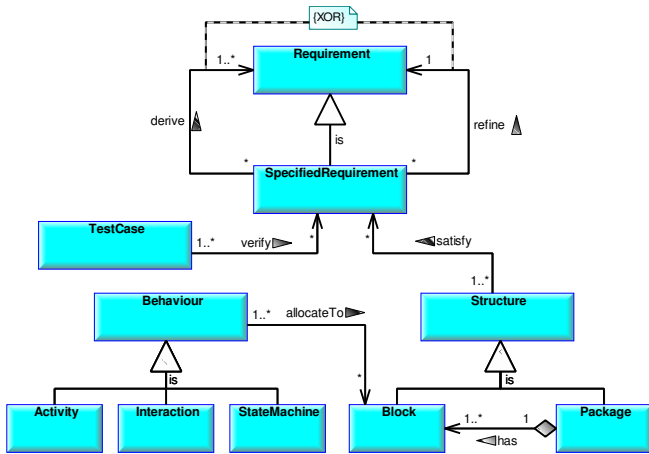 {XOR}
Requirement
1..*
1
derive
refine
is
*
*
SpecifiedRequirement
TestCase
1..*
verify
*
*
satisfy
1..*
Behaviour
1..*
allocateTo
Structure
is
*
is
Activity
Interaction
StateMachine
Block
1..*
1
has
Package